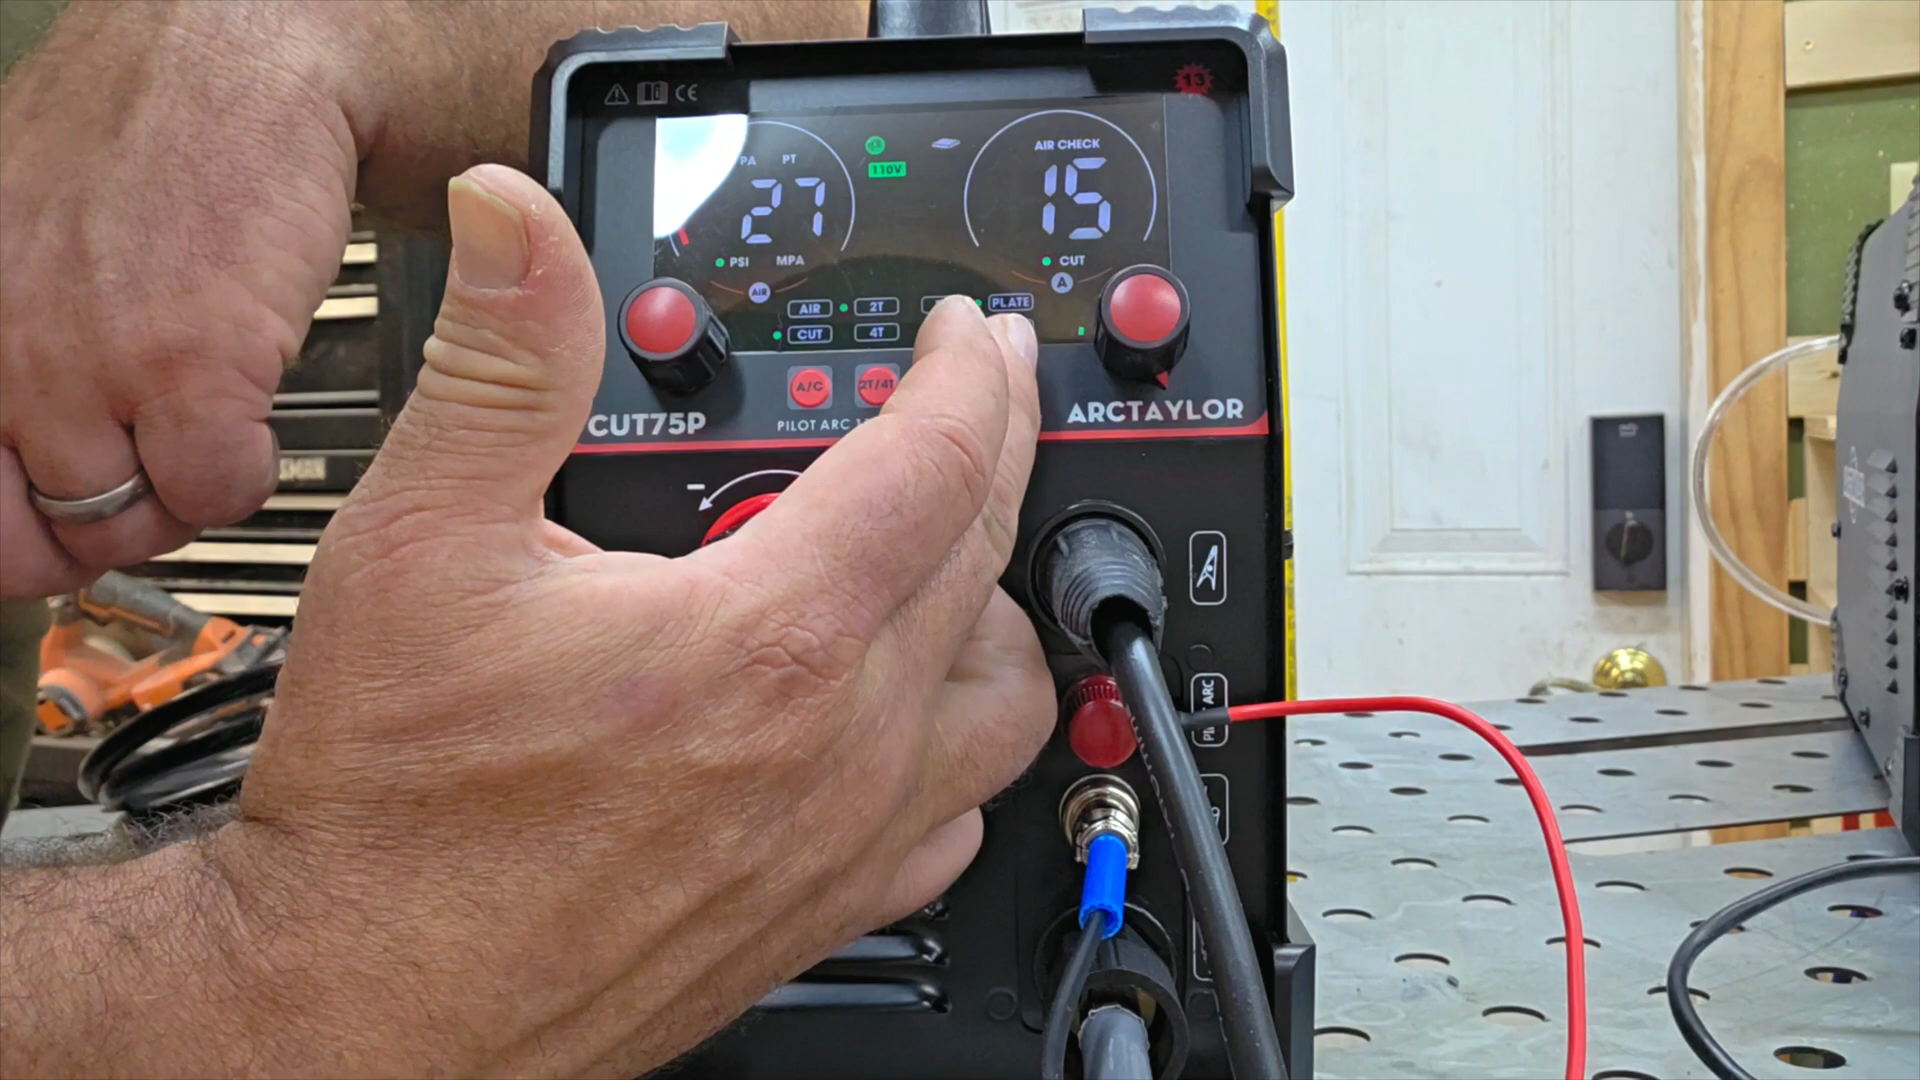 CE
13
PA PT
27
PSI MPA
AIR
110V
AIR CHECK
15
CUT
A
AIR 2T
CUT 4T
PLATE
A/C 2T/4T
CUT75P
PILOT ARC
ARCTAYLOR
-
ARC